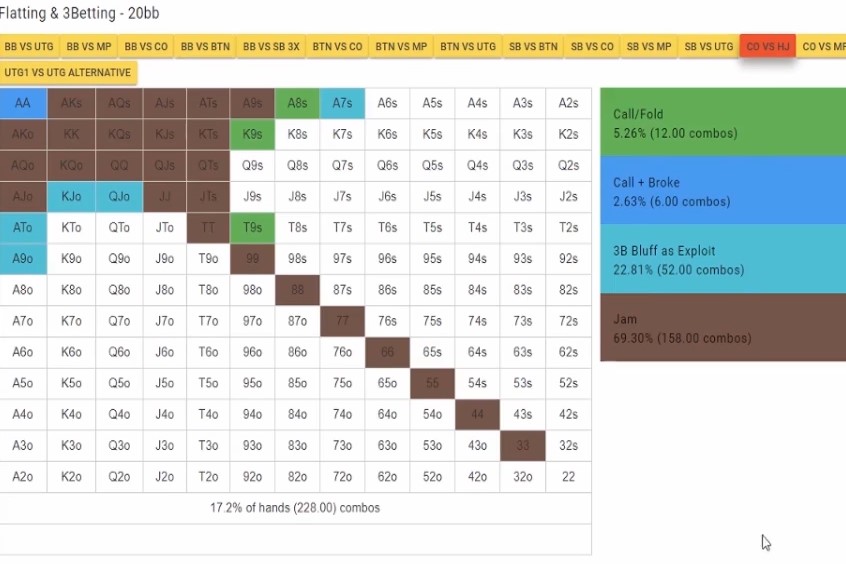 Flatting & 3Betting - 20bb
BB VS UTG BB VS MP BB VS CO BB VS BTN BB VS SB 3X BTN VS CO BTN VS MP BTN VS UTG SB VS BTN SB VS CO SB VS MP SB VS UTG CO VS HJ CO VS MP
UTG1 VS UTG ALTERNATIVE
AA AKs AQs AJs ATs A9s A8s A7s A6s A5s A4s A3s A2s
AKo KK KQs KJs KTs K9s K8s K7s K6s K5s K4s K3s K2s
AQo KQo QQ QJs QTs Q9s Q8s Q7s Q6s Q5s Q4s Q3s Q2s
AJo KJo QJo JJ JTs J9s J8s J7s J6s J5s J4s J3s J2s
ATo KTo QTo JTo TT T9s T8s T7s T6s T5s T4s T3s T2s
A9o K9o Q9o J9o T9o 99 98s 97s 96s 95s 94s 93s 92s
A8o K8o Q8o J8o T8o 98o 88 87s 86s 85s 84s 83s 82s
A7o K7o Q7o J7o T7o 97o 87o 77 76s 75s 74s 73s 72s
A6o K6o Q6o J6o T6o 96o 86o 76o 66 65s 64s 63s 62s
A5o K5o Q5o J5o T5o 95o 85o 75o 65o 55 54s 53s 52s
A4o K4o Q4o J4o T4o 94o 84o 74o 64o 54o 44 43s 42s
A3o K3o Q3o J3o T3o 93o 83o 73o 63o 53o 43o 33 32s
A2o K2o Q2o J2o T2o 92o 82o 72o 62o 52o 42o 32o 22
17.2% of hands (228.00) combos
Call/Fold
5.26% (12.00 combos)
Call + Broke
2.63% (6.00 combos)
3B Bluff as Exploit
22.81% (52.00 combos)
Jam
69.30% (158.00 combos)